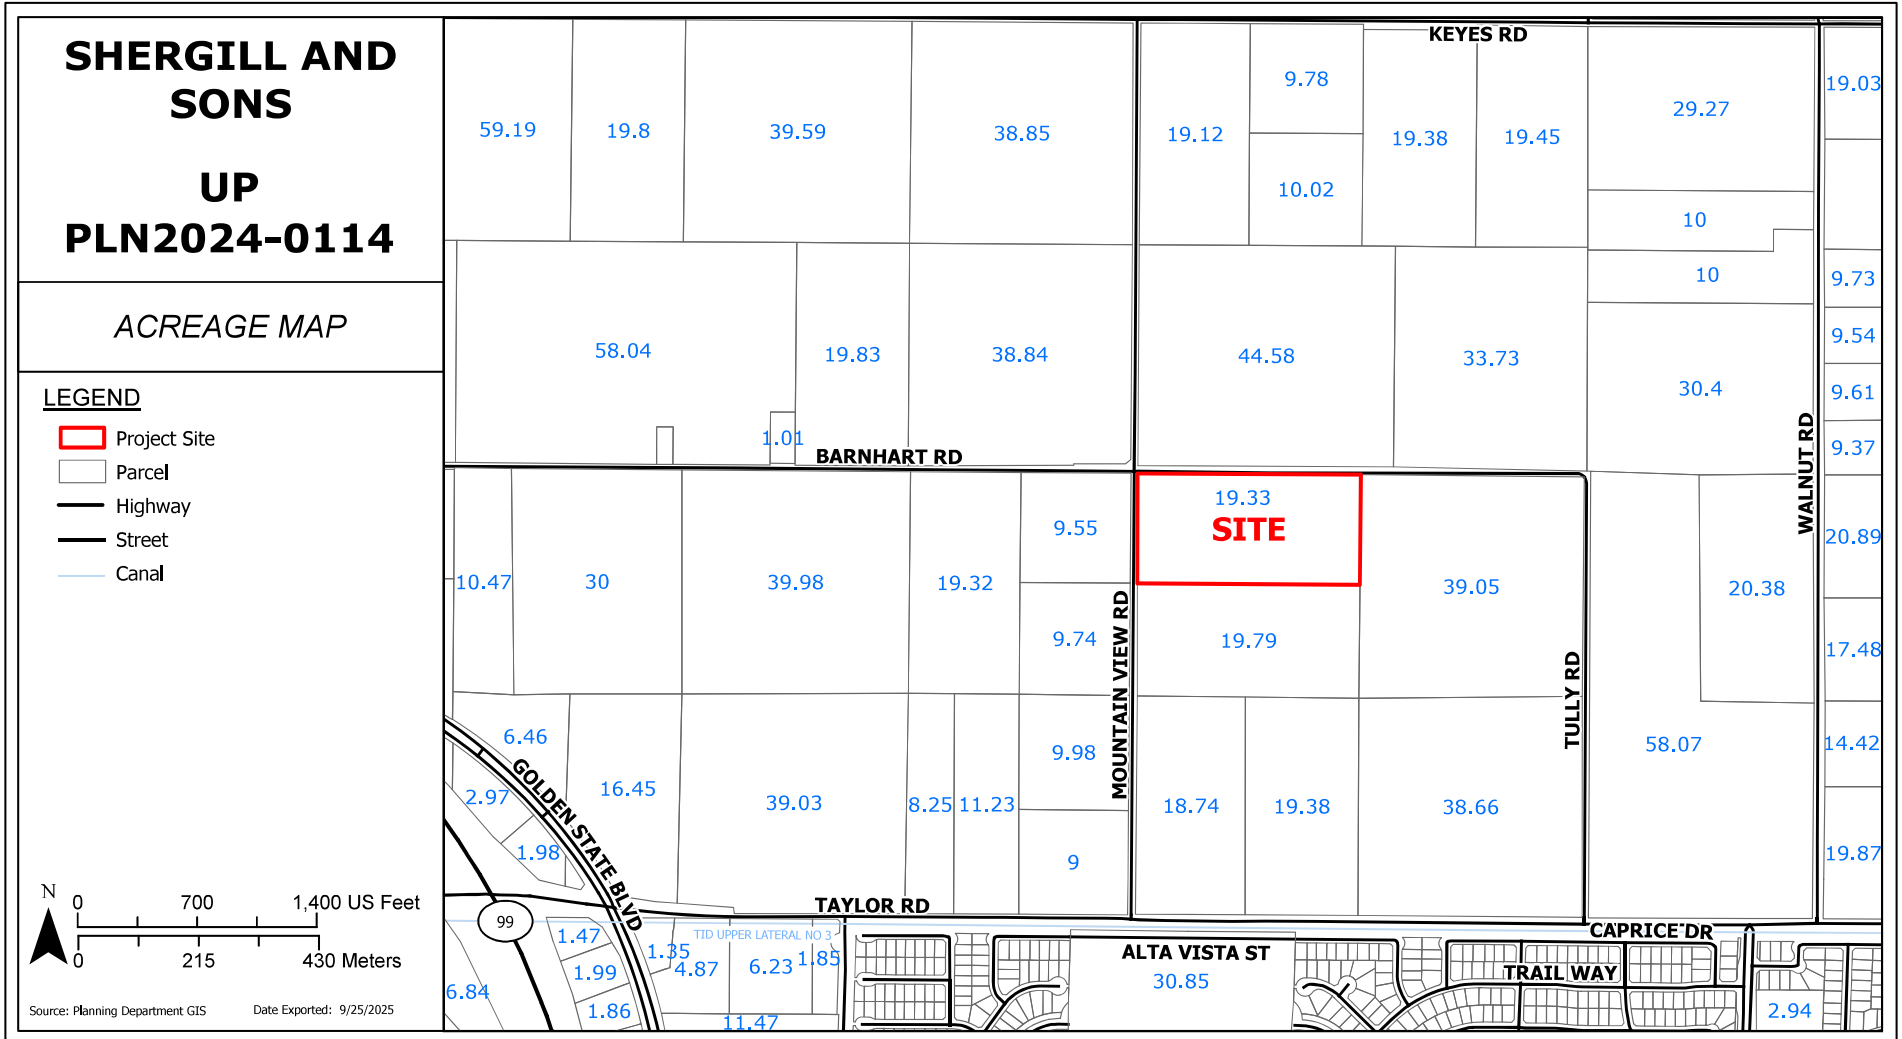 SHERGILL AND
SONS
UP
PLN2024-0114
ACREAGE MAP
LEGEND
Project Site
Parcel
Highway
Street
Canal
N
0 700 1,400 US Feet
0 215 430 Meters
Source: Planning Department GIS Date Exported: 9/25/2025
KEYES RD
59.19
19.8
39.59
38.85
19.12
9.78
10.02
19.38
19.45
29.27
19.03
10
10
9.73
58.04
19.83
38.84
44.58
33.73
30.4
9.54
9.61
9.37
1.01
BARNHART RD
WALNUT RD
19.33
SITE
10.47
30
39.98
19.32
9.55
9.74
MOUNTAIN VIEW RD
19.79
39.05
TULLY RD
20.38
20.89
17.48
6.46
2.97
1.98
GOLDEN STATE BLVD
16.45
39.03
8.25
11.23
9.98
9
18.74
19.38
38.66
58.07
14.42
19.87
TAYLOR RD
99
TID UPPER LATERAL NO 3
CAPRICE DR
ALTA VISTA ST
30.85
TRAIL WAY
1.47
1.99
1.86
6.84
1.35
4.87
6.23
1.85
11.47
2.94